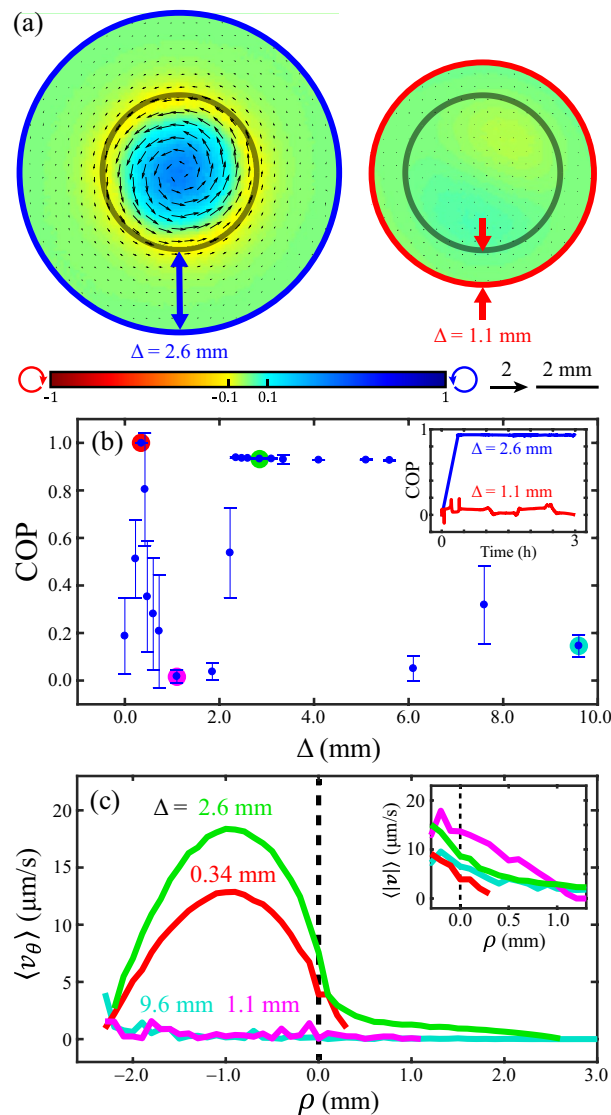 (a)
Δ = 2.6 mm
Δ = 1.1 mm
-1 -0.1 0.1 1
2 2 mm
(b)
COP
1.0
0.8
0.6
0.4
0.2
0.0
0.0 2.0 4.0 6.0 8.0 10.0
Δ (mm)
COP
1
0
Δ = 2.6 mm
Δ = 1.1 mm
0 3
Time (h)
(c)
⟨v_θ⟩ (μm/s)
20
15
10
5
0
Δ = 2.6 mm
0.34 mm
9.6 mm 1.1 mm
−2.0 −1.0 0.0 1.0 2.0 3.0
ρ (mm)
⟨|v|⟩ (μm/s)
20
10
0
0.0 0.5 1.0
ρ (mm)